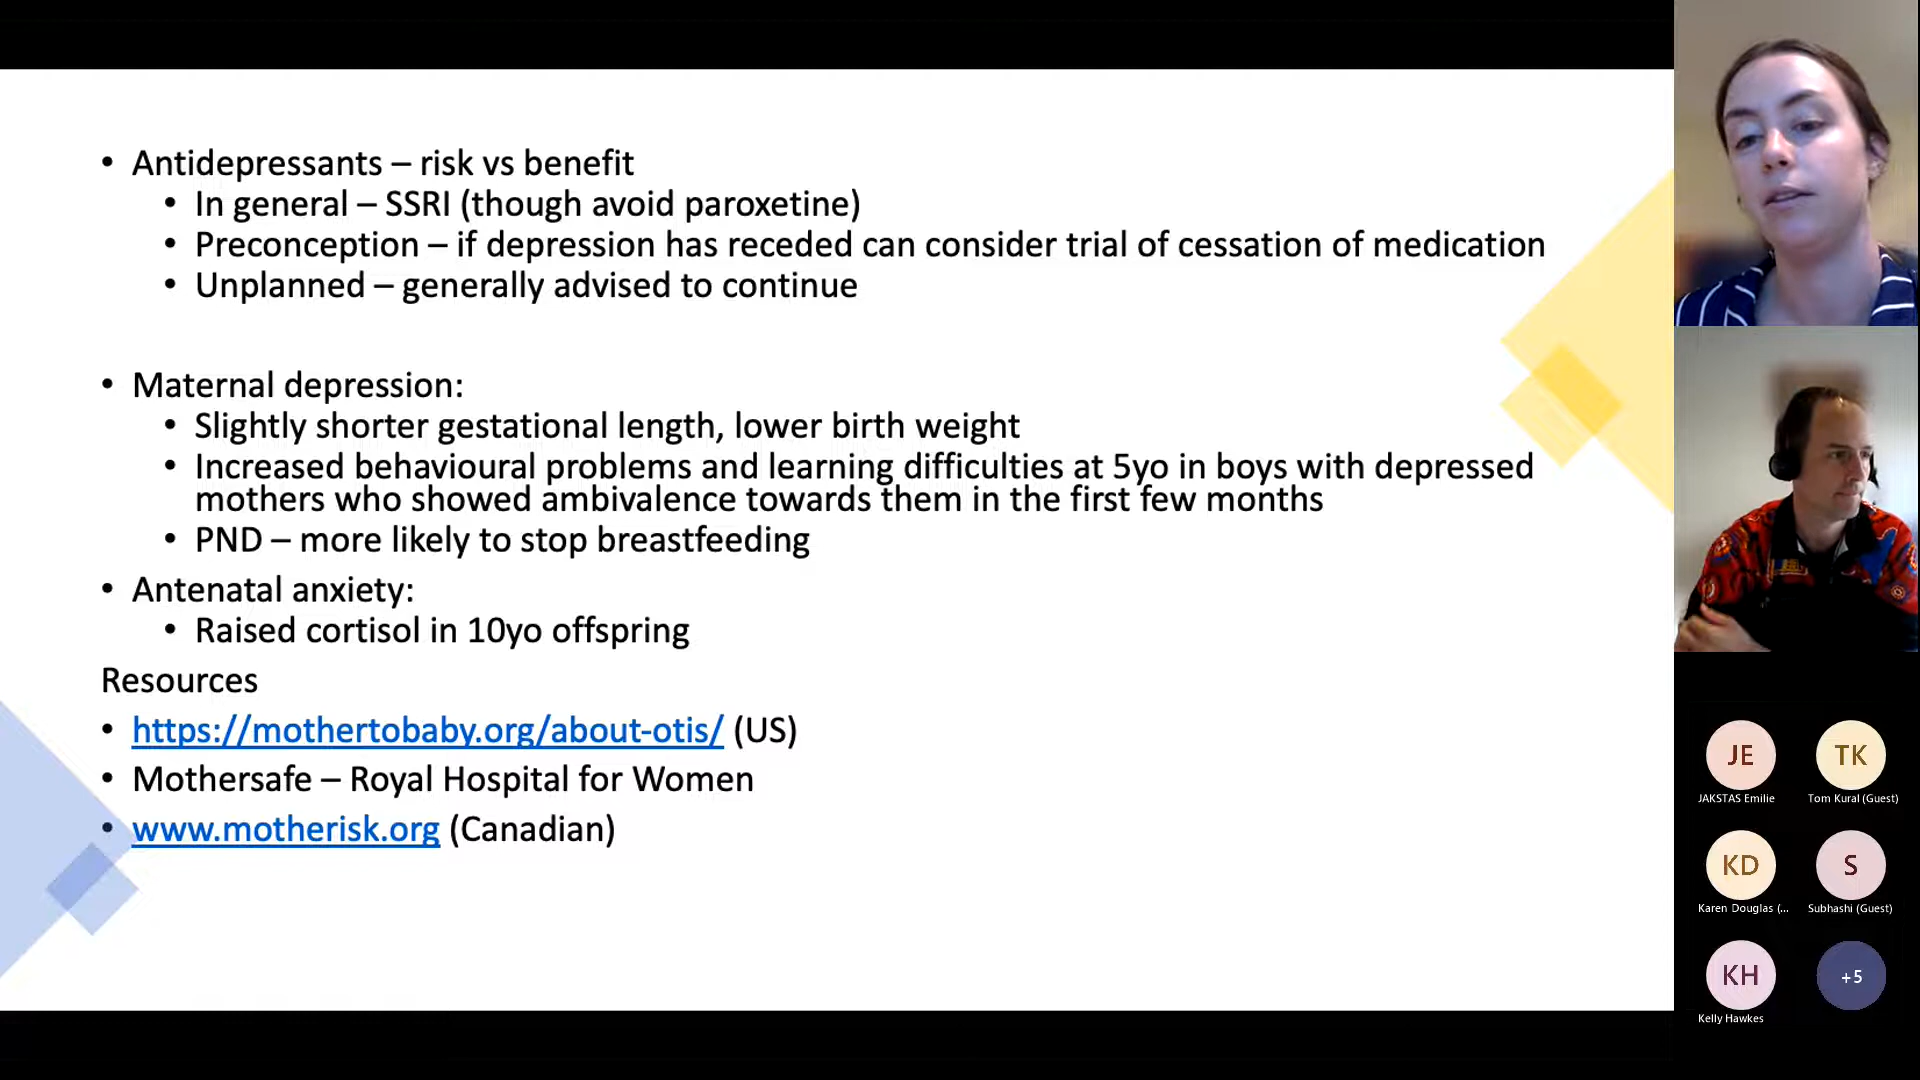 • Antidepressants – risk vs benefit
• In general – SSRI (though avoid paroxetine)
• Preconception – if depression has receded can consider trial of cessation of medication
• Unplanned – generally advised to continue
• Maternal depression:
• Slightly shorter gestational length, lower birth weight
• Increased behavioural problems and learning difficulties at 5yo in boys with depressed
mothers who showed ambivalence towards them in the first few months
• PND – more likely to stop breastfeeding
• Antenatal anxiety:
• Raised cortisol in 10yo offspring
Resources
• https://mothertobaby.org/about-otis/ (US)
• Mothersafe – Royal Hospital for Women
• www.motherisk.org (Canadian)
JE
TK
JAKSTAS Emilie
Tom Kural (Guest)
KD
S
Karen Douglas (...
Subhashi (Guest)
KH
+5
Kelly Hawkes